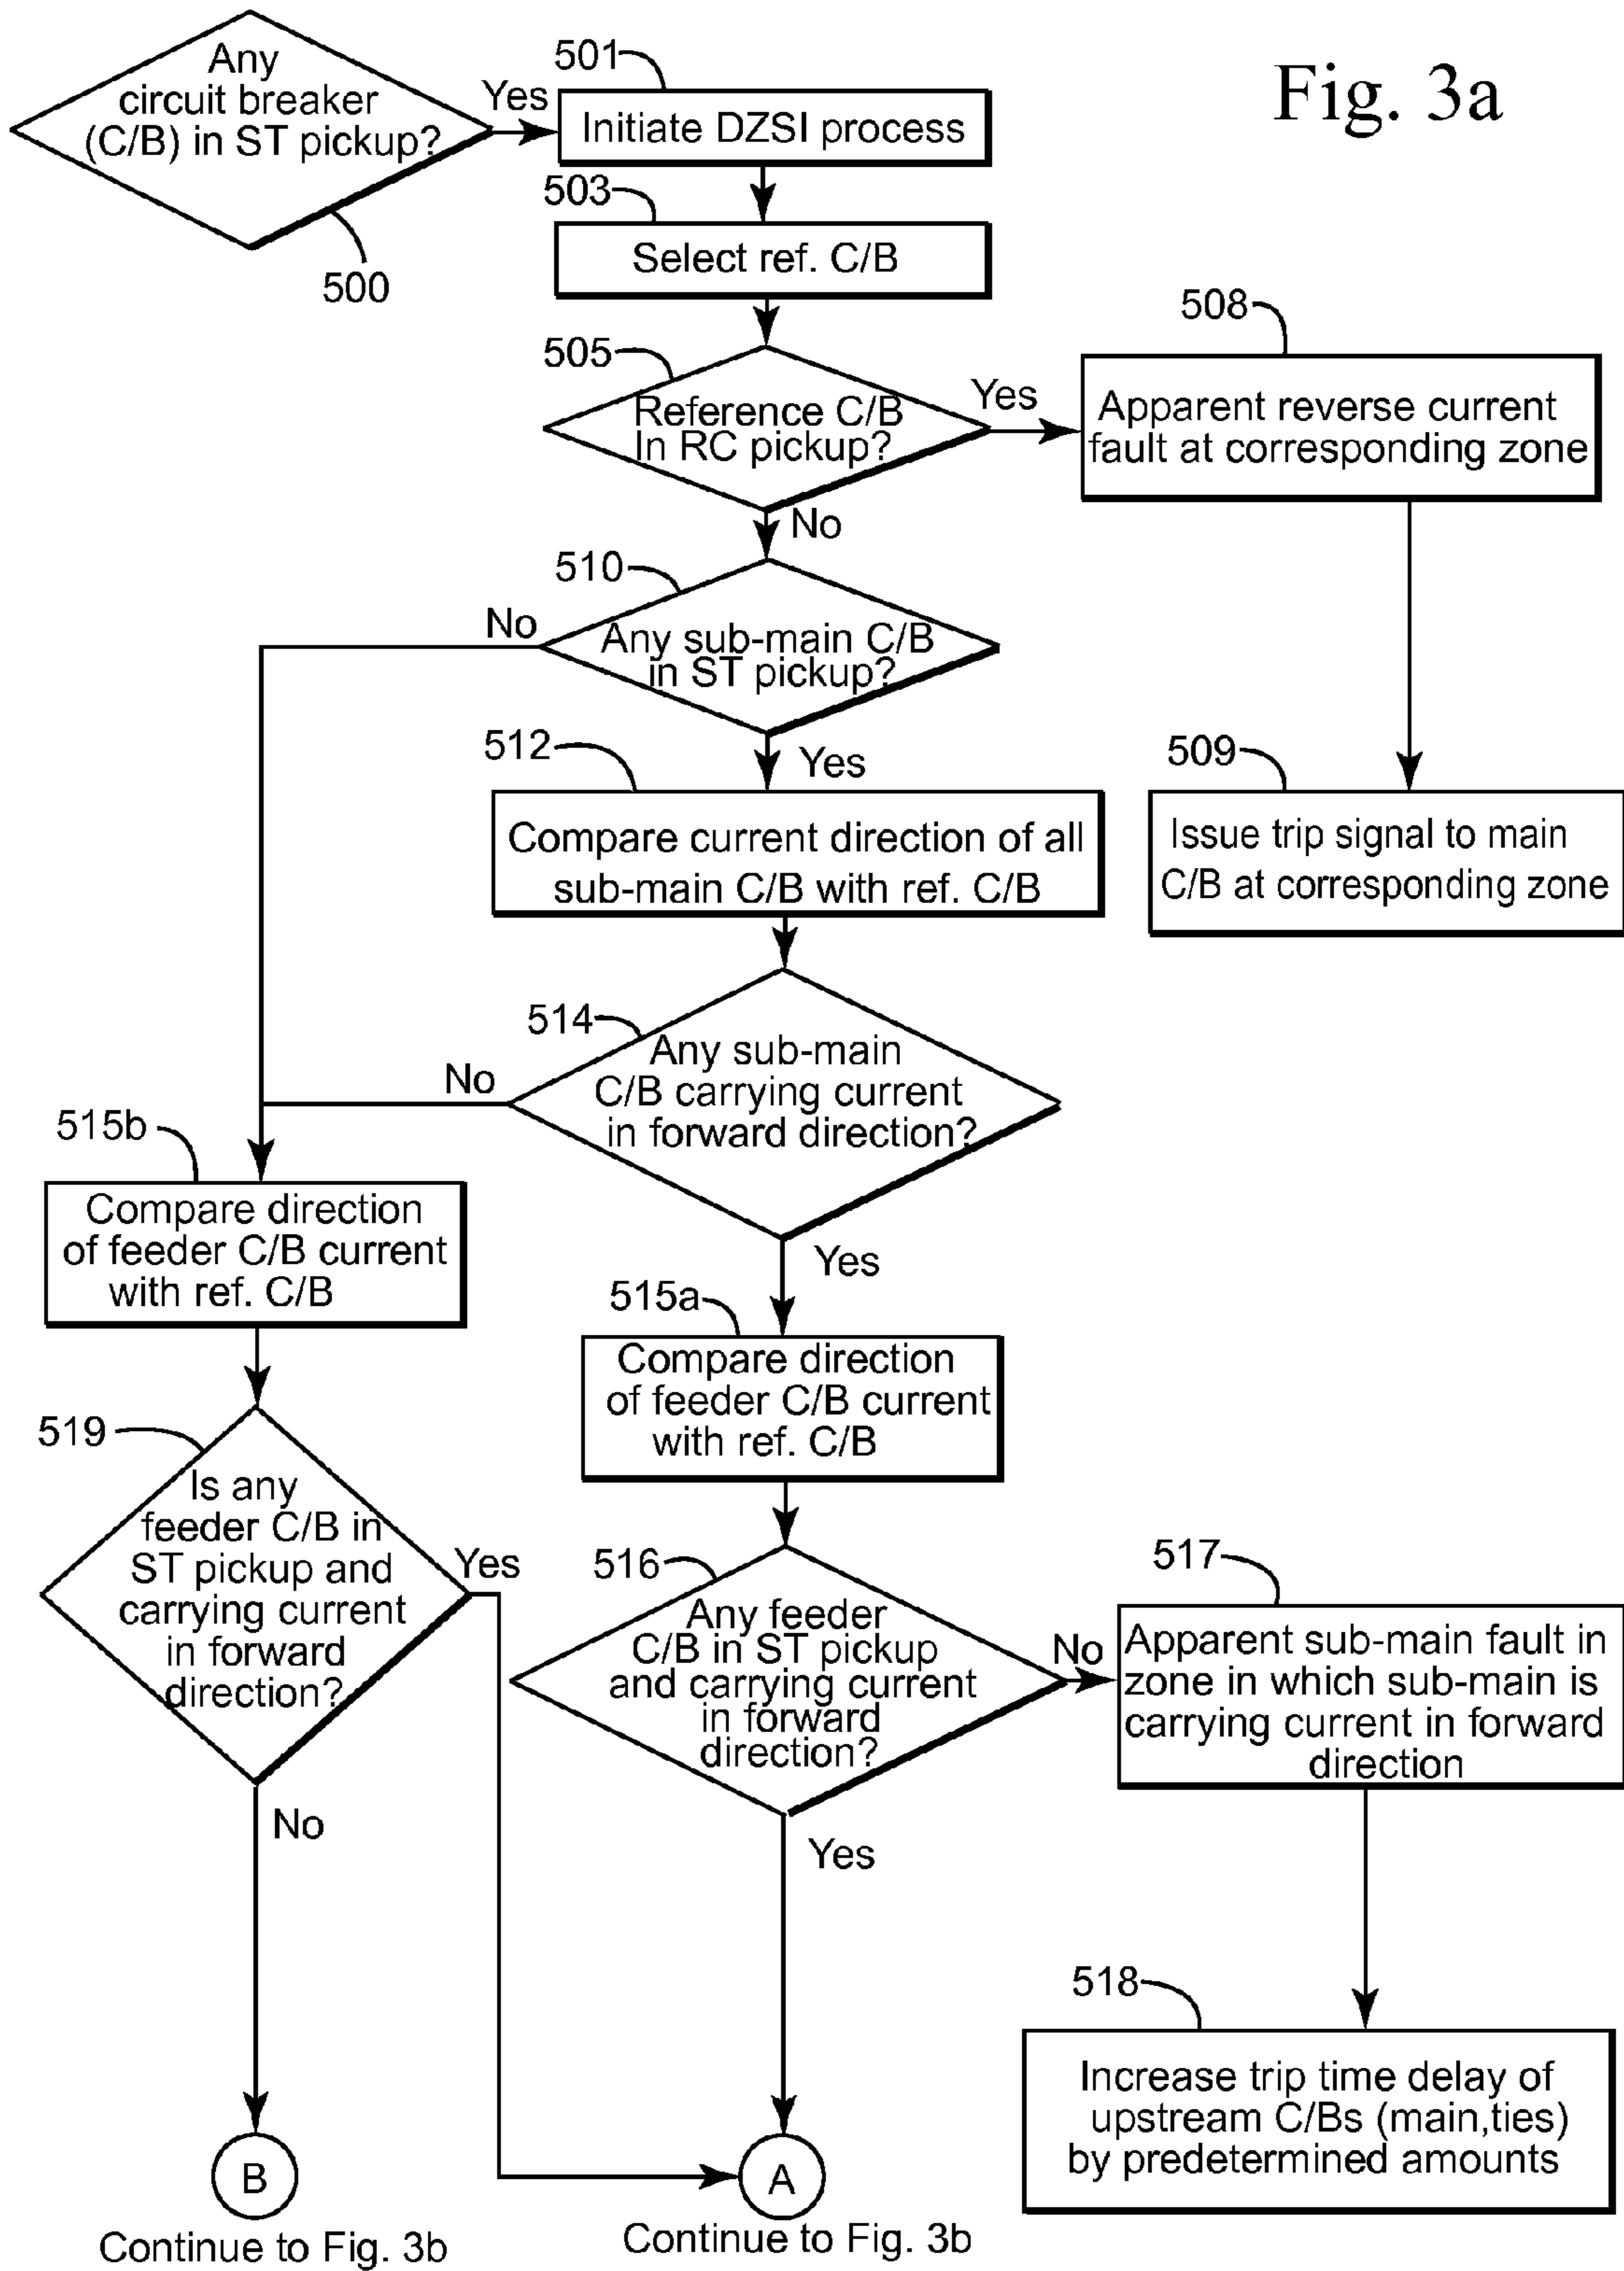 Fig. 3a
Any
circuit breaker
(C/B) in ST pickup?
500
Yes
501
Initiate DZSI process
503
Select ref. C/B
505
Reference C/B
In RC pickup?
Yes
508
Apparent reverse current
fault at corresponding zone
509
Issue trip signal to main
C/B at corresponding zone
No
510
Any sub-main C/B
in ST pickup?
No
Yes
512
Compare current direction of all
sub-main C/B with ref. C/B
514
Any sub-main
C/B carrying current
in forward direction?
No
Yes
515b
Compare direction
of feeder C/B current
with ref. C/B
515a
Compare direction
of feeder C/B current
with ref. C/B
519
Is any
feeder C/B in
ST pickup and
carrying current
in forward
direction?
Yes
No
516
Any feeder
C/B in ST pickup
and carrying current
in forward
direction?
No
Yes
517
Apparent sub-main fault in
zone in which sub-main is
carrying current in forward
direction
518
Increase trip time delay of
upstream C/Bs (main,ties)
by predetermined amounts
B
Continue to Fig. 3b
A
Continue to Fig. 3b